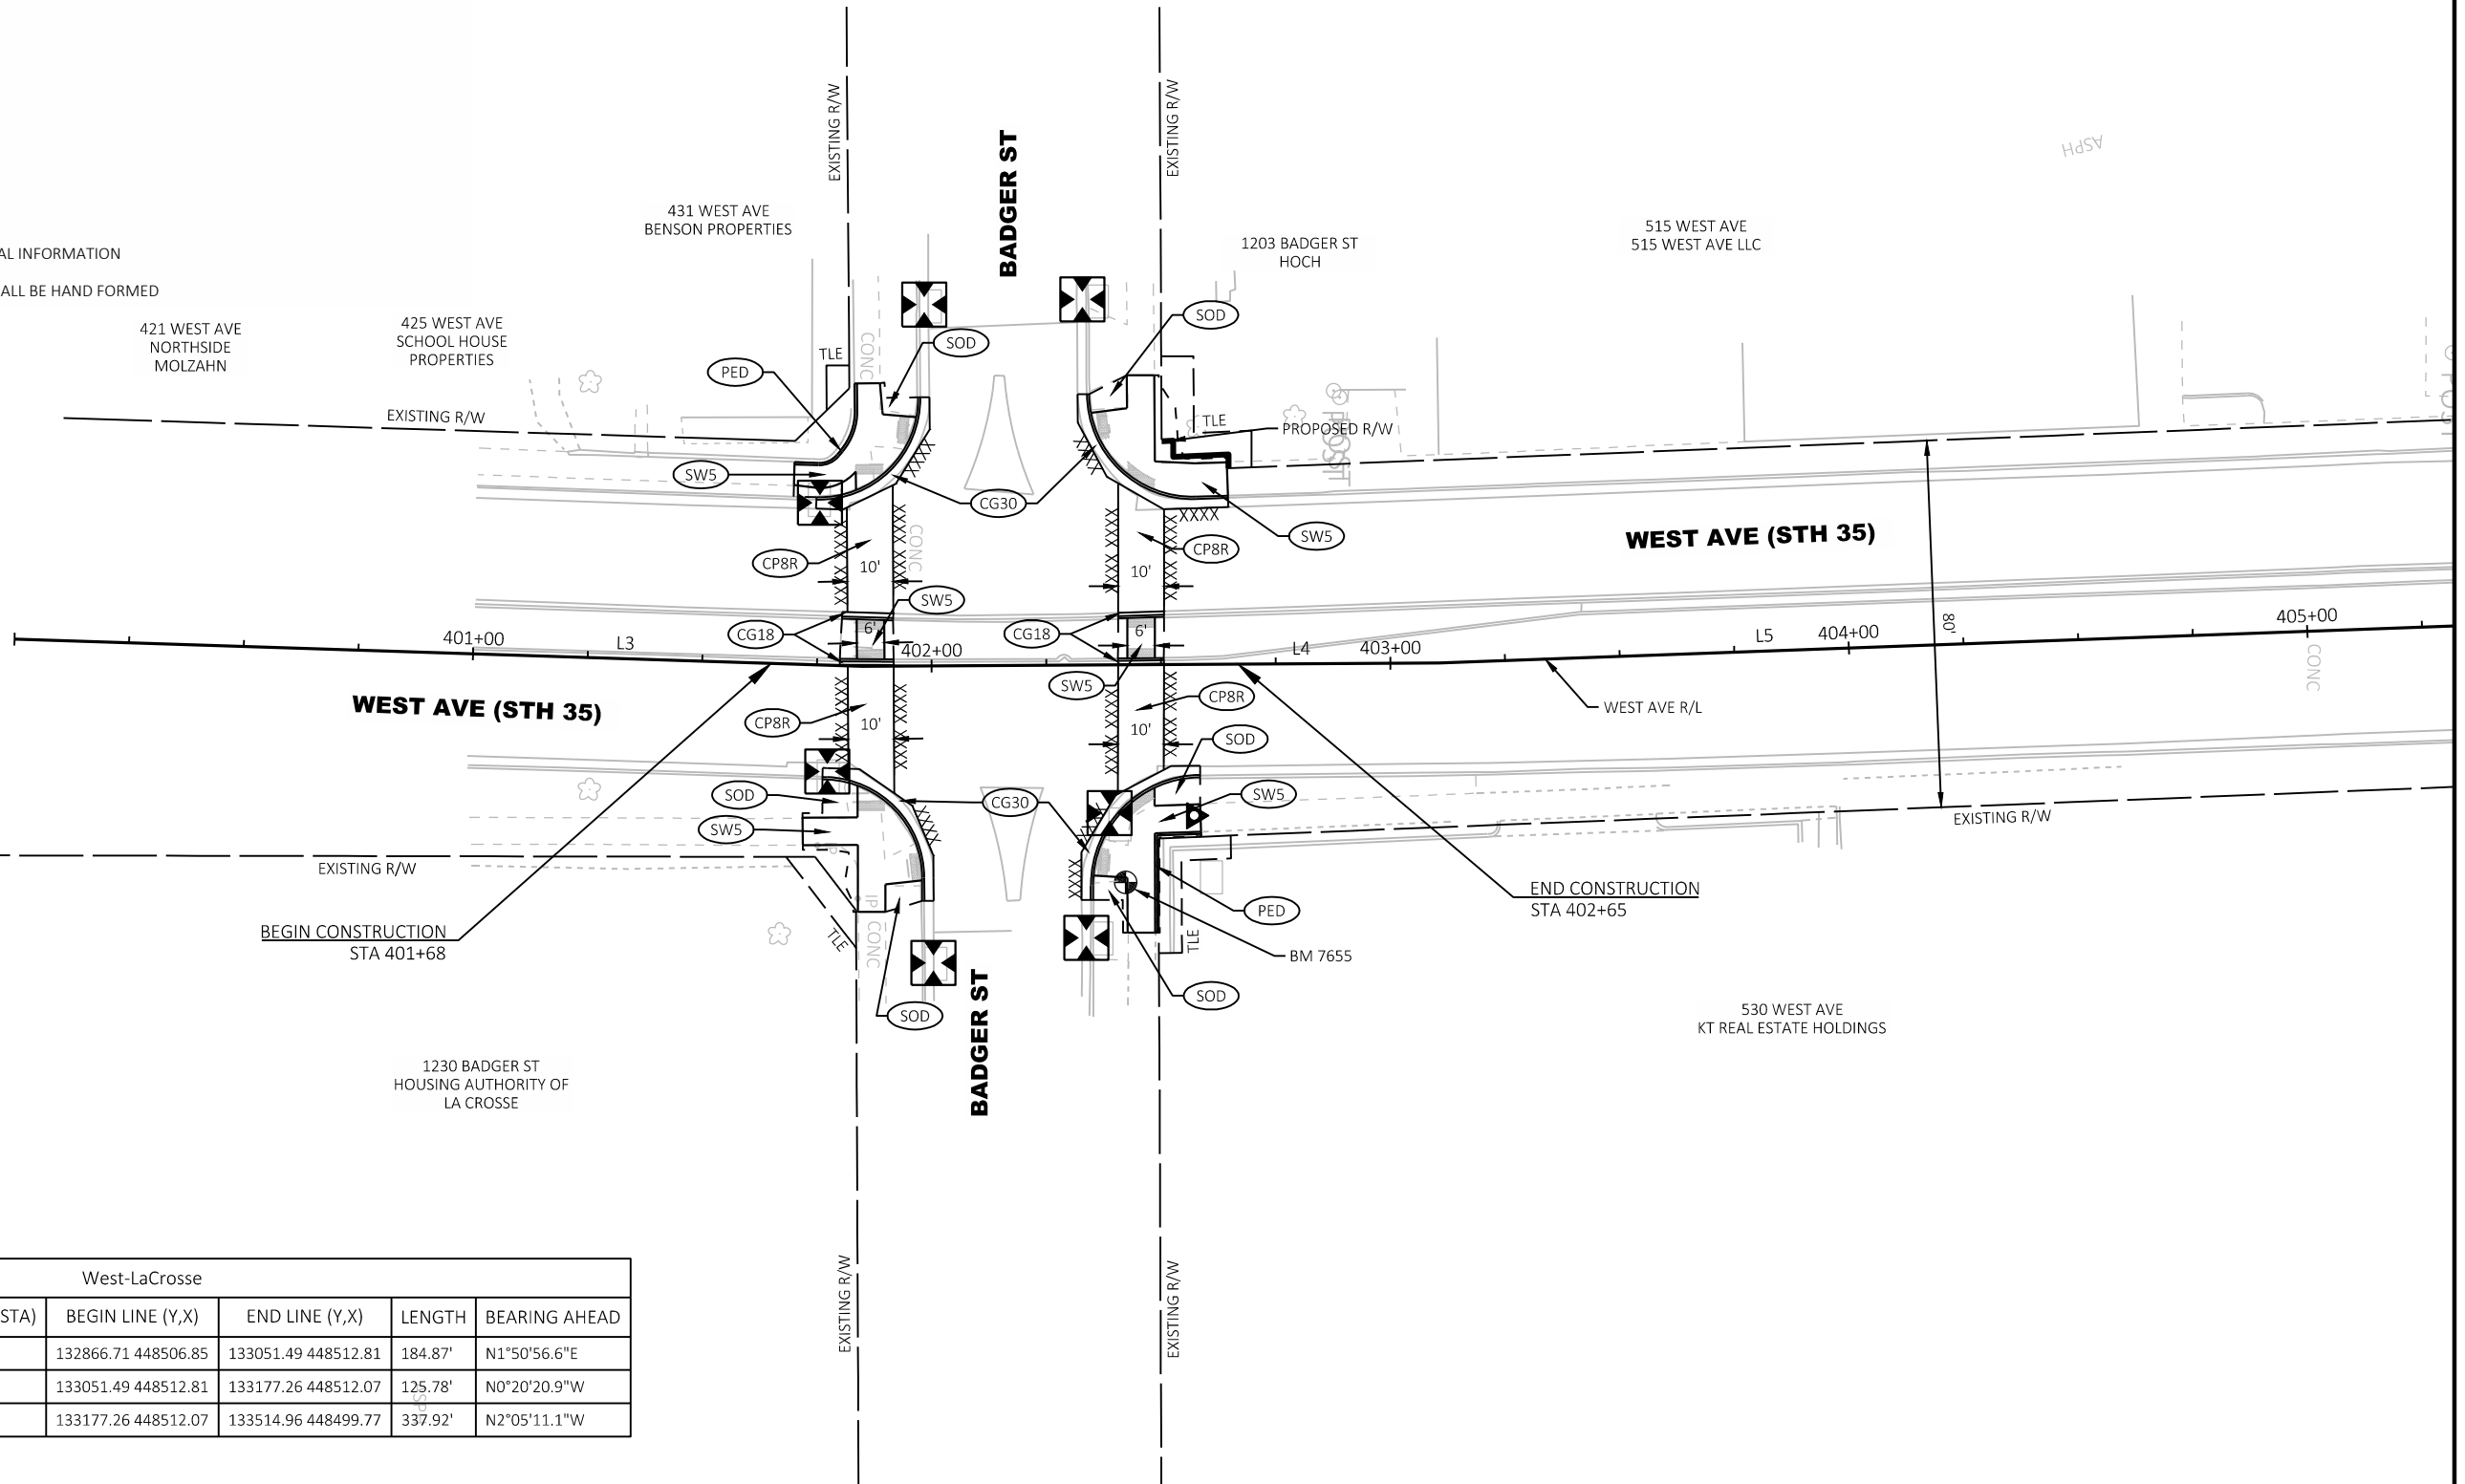 EXISTING R/W
EXISTING R/W
BADGER ST
ASPH
431 WEST AVE
BENSON PROPERTIES
515 WEST AVE
515 WEST AVE LLC
1203 BADGER ST
HOCH
AL INFORMATION
ALL BE HAND FORMED
421 WEST AVE
NORTHSIDE
MOLZAHN
425 WEST AVE
SCHOOL HOUSE
PROPERTIES
SOD
SOD
CONC
TLE
PED
EXISTING R/W
TLE
PROPOSED R/W
POST
SW5
CG30
SW5
WEST AVE (STH 35)
CONC
CP8R
10'
10'
CP8R
SW5
CG18
6'
CG18
6'
401+00
L3
402+00
L4
403+00
L5
404+00
80'
405+00
CONC
SW5
WEST AVE (STH 35)
CP8R
10'
CP8R
10'
WEST AVE R/L
SOD
SOD
CG30
SW5
SW5
EXISTING R/W
EXISTING R/W
IP
CONC
PED
END CONSTRUCTION
STA 402+65
BEGIN CONSTRUCTION
STA 401+68
TLE
TLE
BM 7655
SOD
SOD
BADGER ST
530 WEST AVE
KT REAL ESTATE HOLDINGS
1230 BADGER ST
HOUSING AUTHORITY OF
LA CROSSE
EXISTING R/W
EXISTING R/W
West-LaCrosse
STA) BEGIN LINE (Y,X) END LINE (Y,X) LENGTH BEARING AHEAD
132866.71 448506.85 133051.49 448512.81 184.87' N1°50'56.6"E
133051.49 448512.81 133177.26 448512.07 125.78' N0°20'20.9"W
133177.26 448512.07 133514.96 448499.77 337.92' N2°05'11.1"W